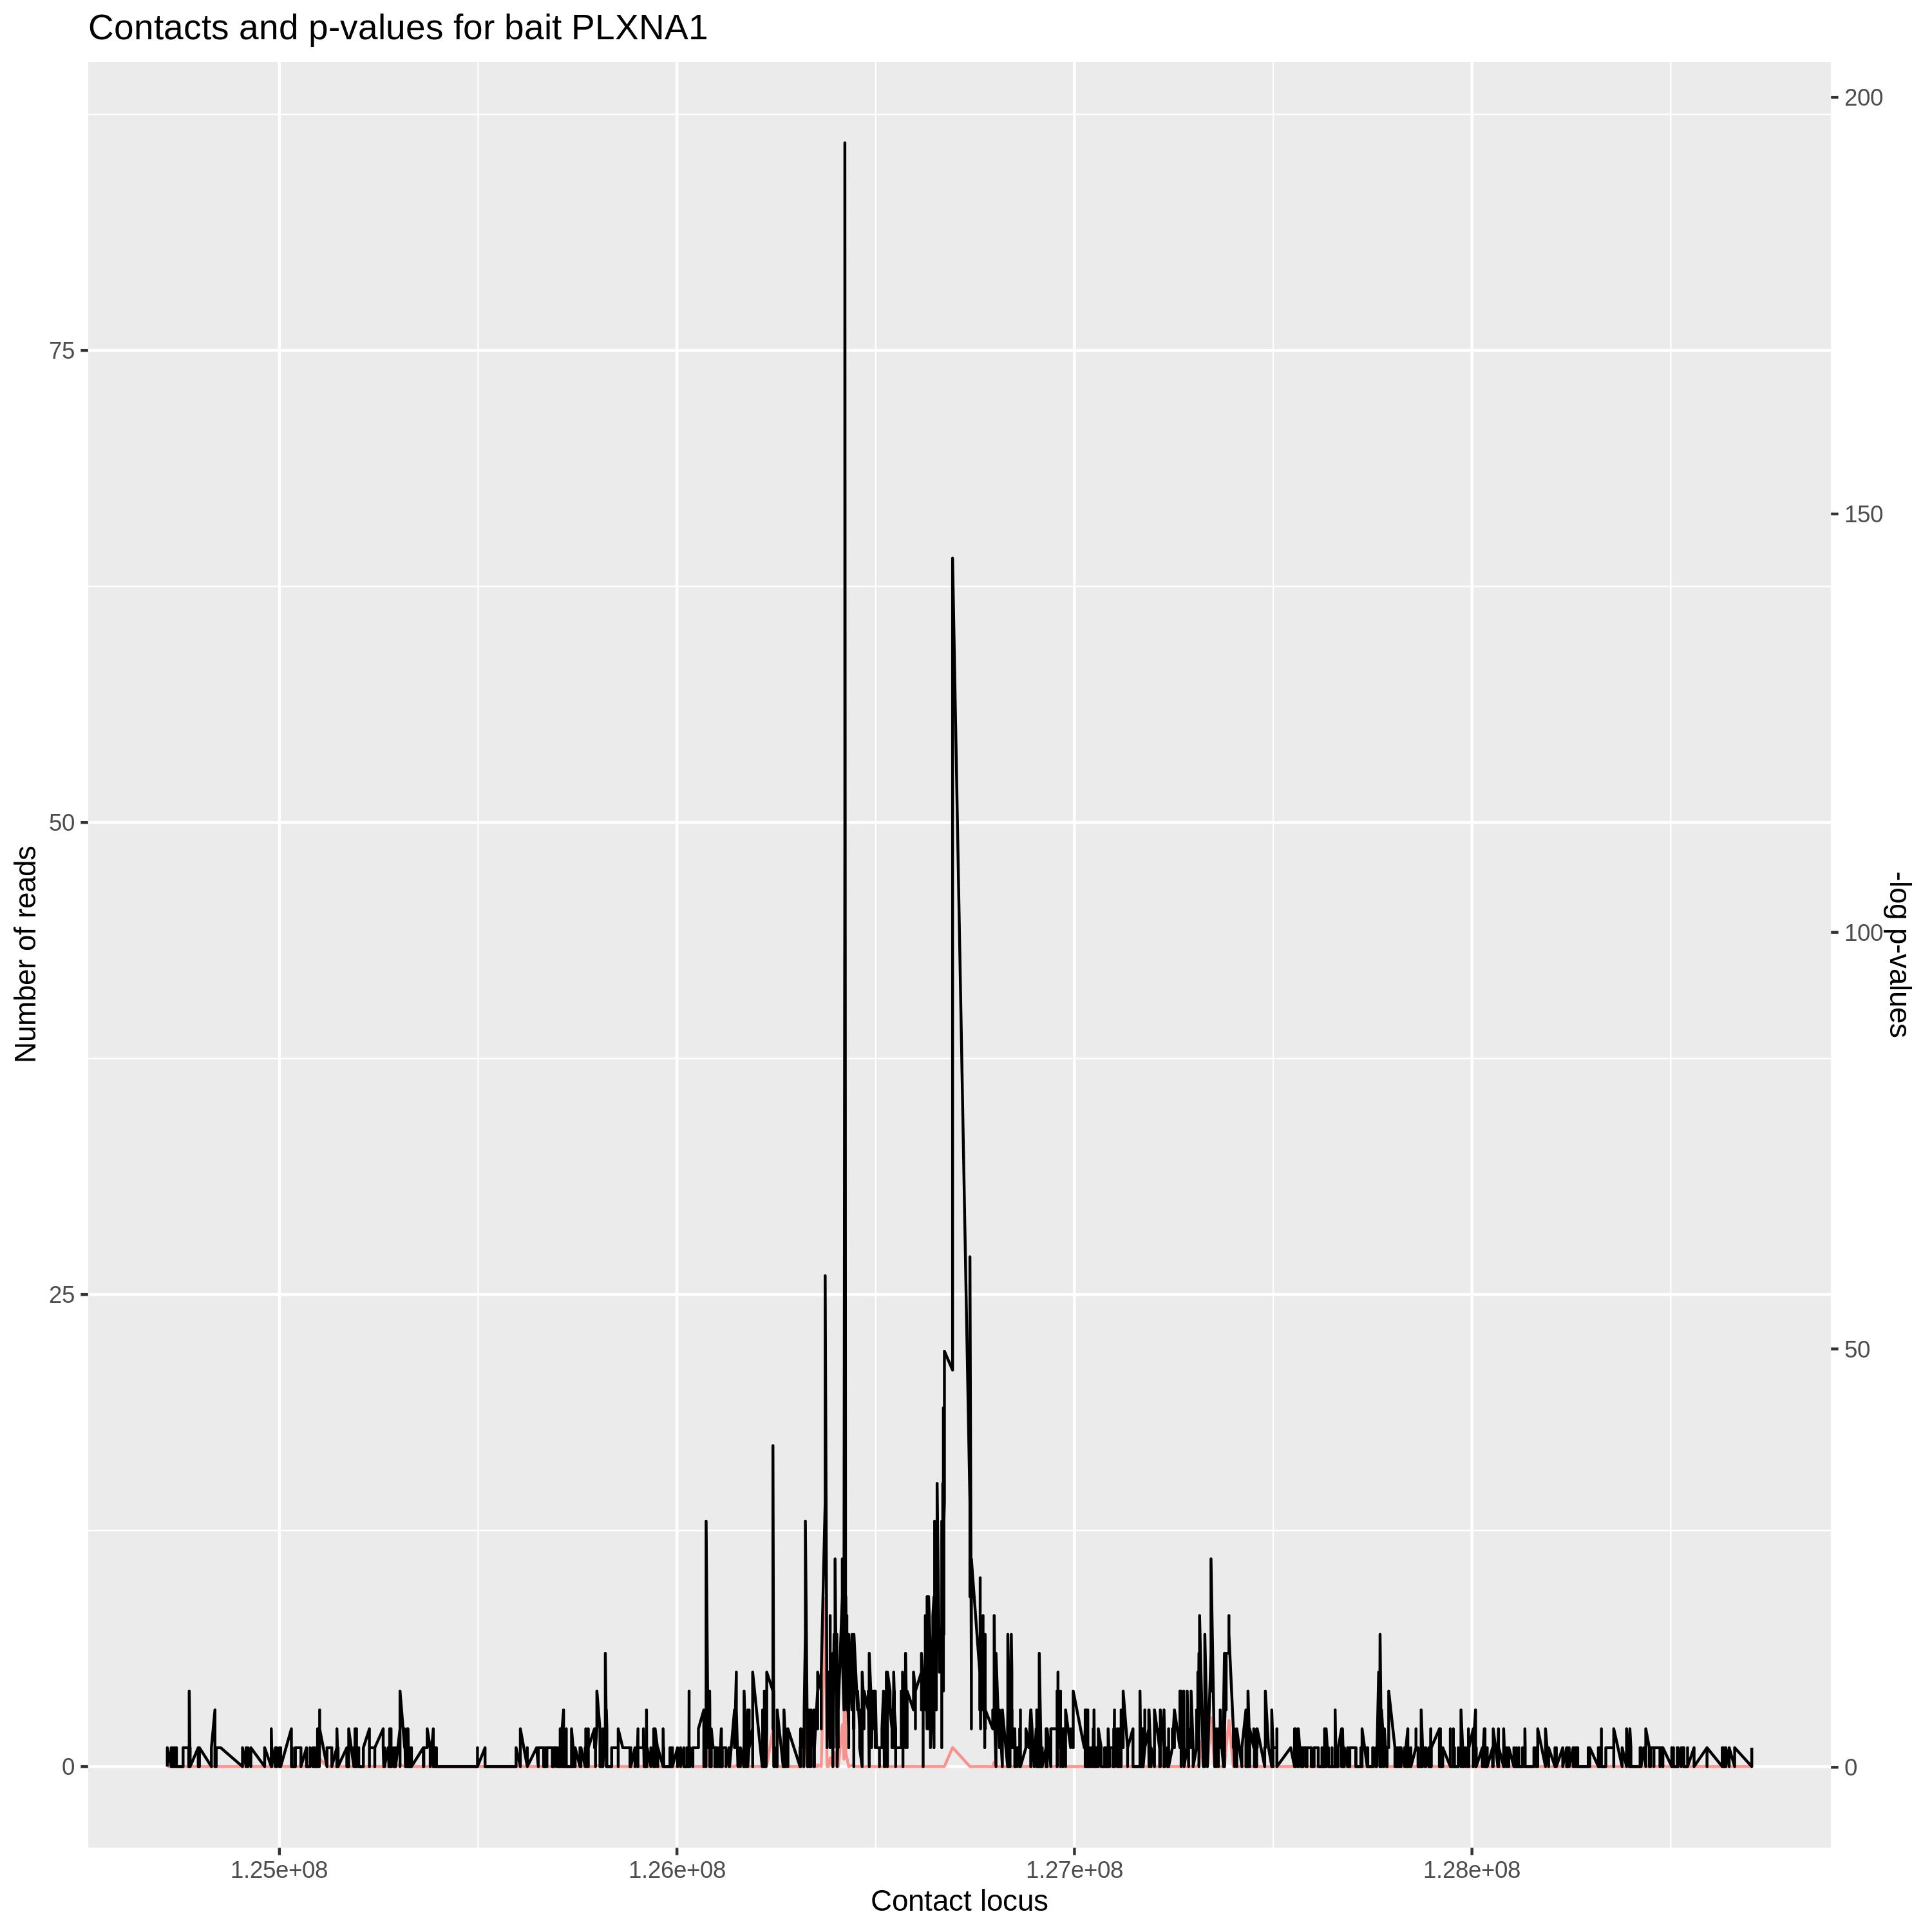 Contacts and p-values for bait PLXNA1
200
75
150
50
Number of reads
-log p-values
100
25
50
0
0
1.25e+08
1.26e+08
1.27e+08
1.28e+08
Contact locus